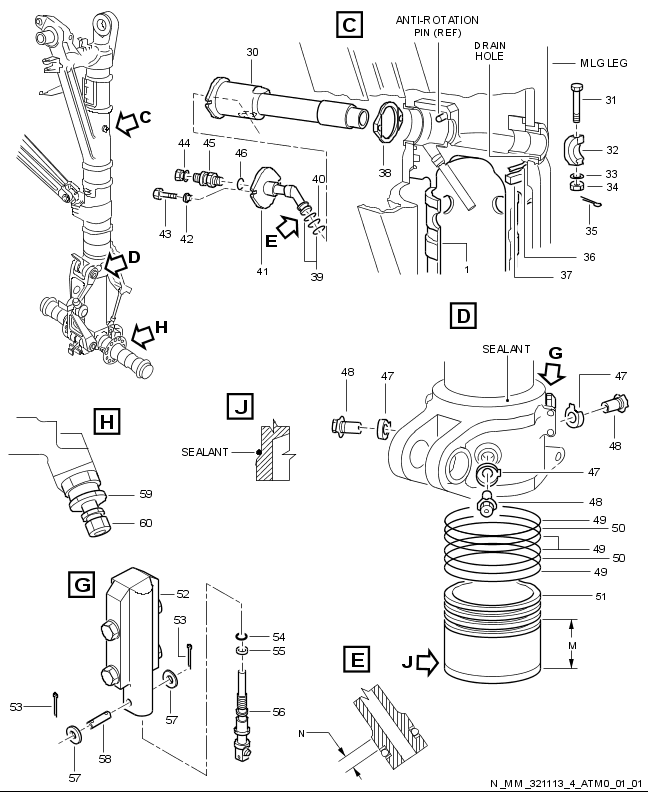 C
ANTI-ROTATION
PIN (REF)
DRAIN
HOLE
MLG LEG
30
31
C
32
44 45 46
38
33
34
40
35
E
43 42
36
41
39
1
37
D
D
H
SEALANT
G
48 47
47
J
H
48
SEALANT
47
59
48
60
49
50
49
50
G
49
52
51
53
54
55
M
E
J
53
57
56
N
58
57
N_MM_321113_4_ATM0_01_01